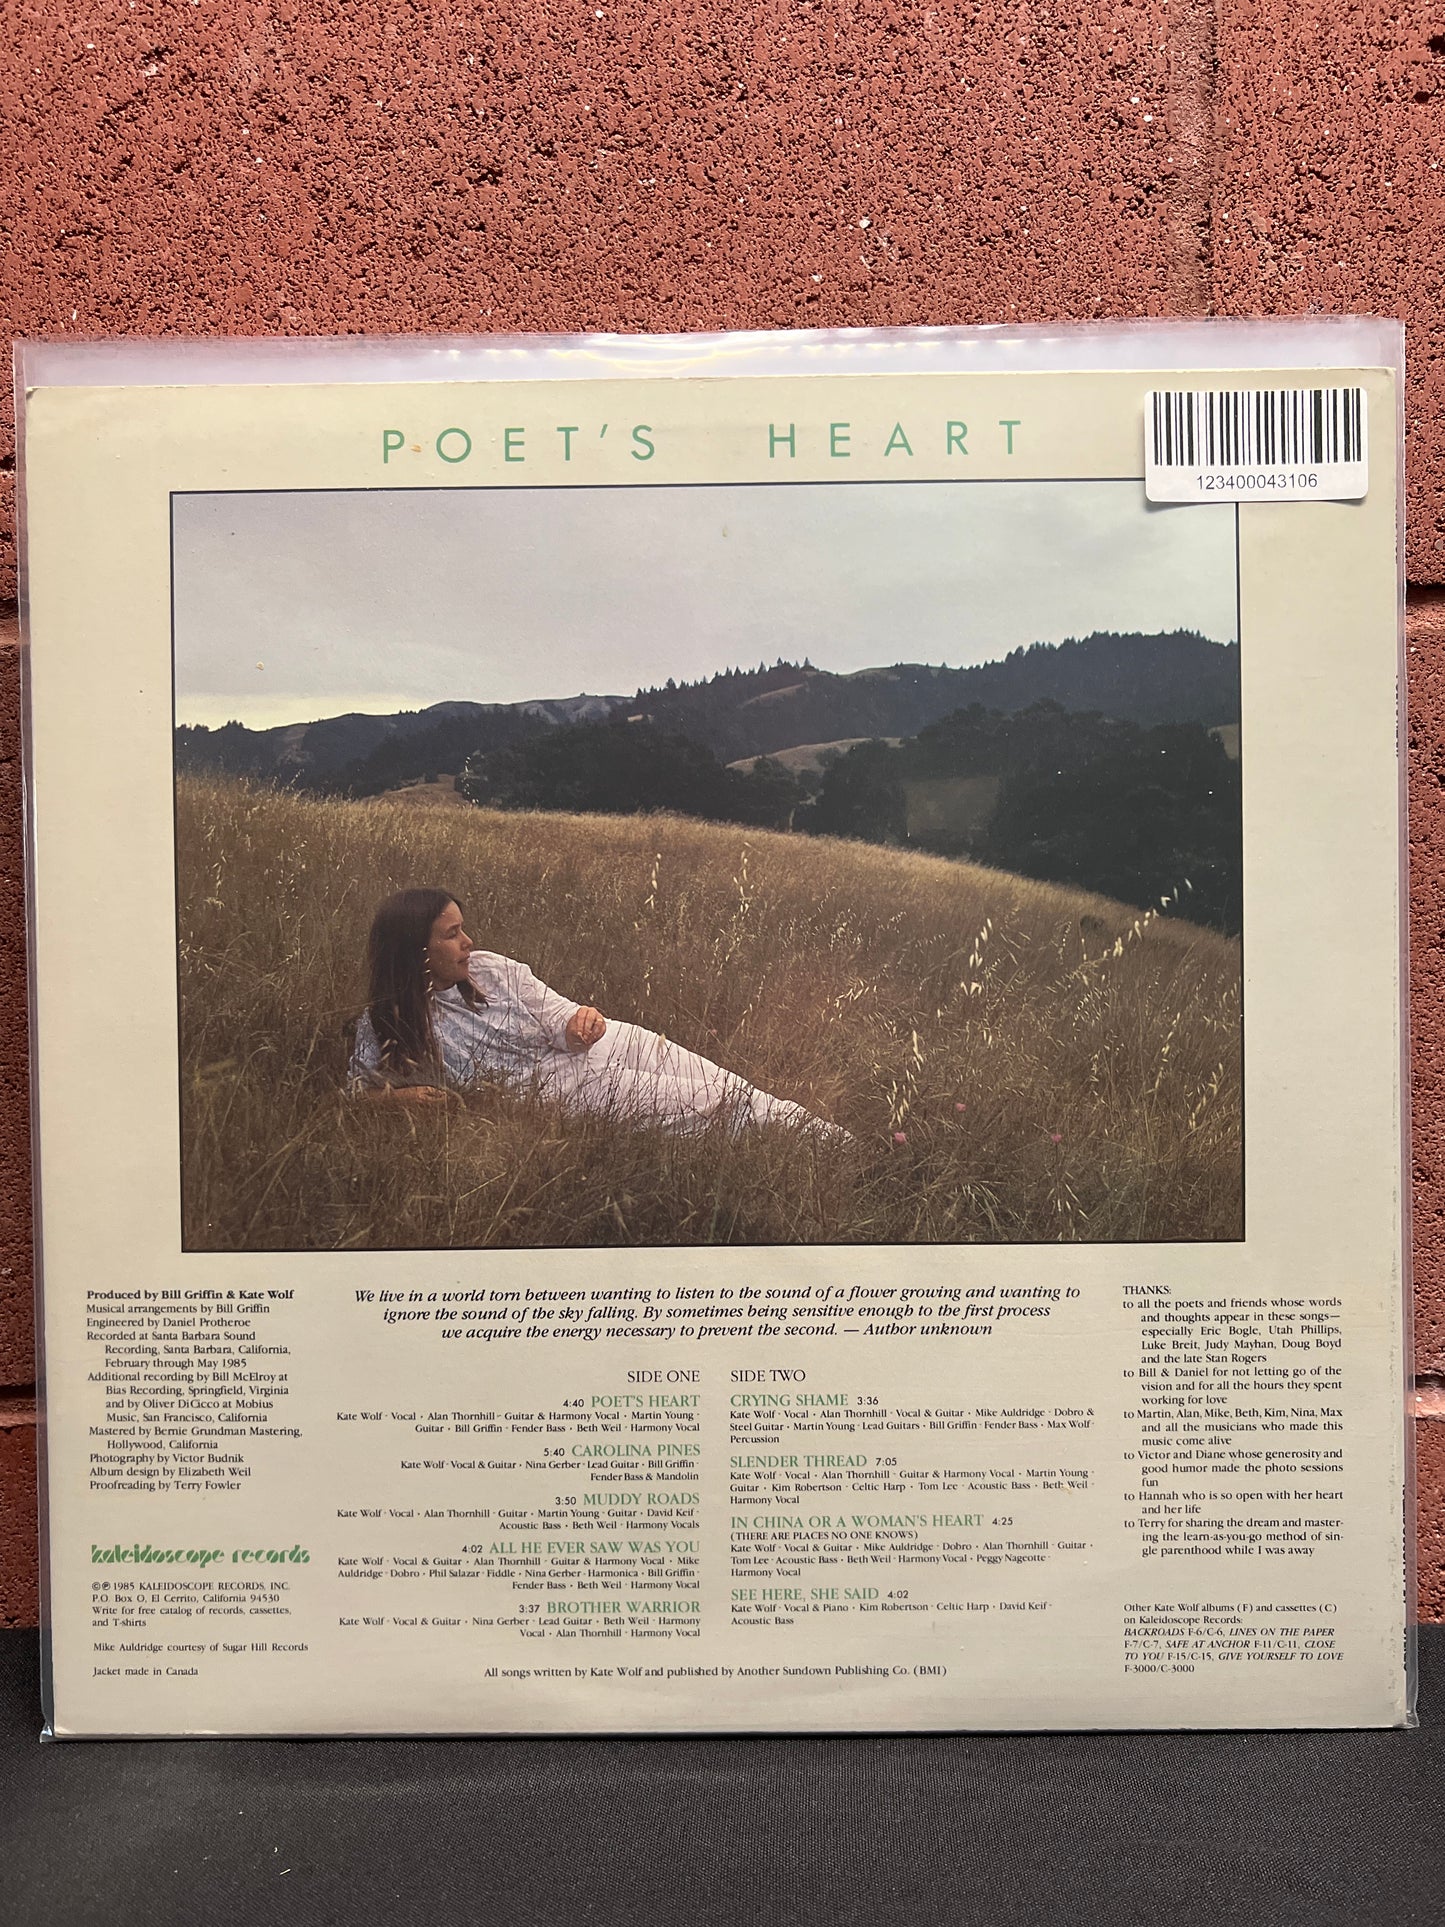 POET'S HEART
123400043106
Produced by Bill Griffin & Kate Wolf
Musical arrangements by Bill Griffin
Engineered by Daniel Protheroe
Recorded at Santa Barbara Sound
Recording, Santa Barbara, California,
February through May 1985
Additional recording by Bill McElroy at
Bias Recording, Springfield, Virginia
and by Oliver DiCicco at Mobius
Music, San Francisco, California
Mastered by Bernie Grundman Mastering,
Hollywood, California
Photography by Victor Budnik
Album design by Elizabeth Weil
Proofreading by Terry Fowler
kaleidoscope records
©℗ 1985 KALEIDOSCOPE RECORDS, INC.
P.O. Box O, El Cerrito, California 94530
Write for free catalog of records, cassettes,
and T-shirts
Mike Auldridge courtesy of Sugar Hill Records
Jacket made in Canada
We live in a world torn between wanting to listen to the sound of a flower growing and wanting to
ignore the sound of the sky falling. By sometimes being sensitive enough to the first process
we acquire the energy necessary to prevent the second. — Author unknown
SIDE ONE
4:40 POET'S HEART
Kate Wolf · Vocal • Alan Thornhill · Guitar & Harmony Vocal • Martin Young ·
Guitar • Bill Griffin · Fender Bass • Beth Weil · Harmony Vocal
5:40 CAROLINA PINES
Kate Wolf · Vocal & Guitar • Nina Gerber · Lead Guitar • Bill Griffin ·
Fender Bass & Mandolin
3:50 MUDDY ROADS
Kate Wolf · Vocal • Alan Thornhill · Guitar • Martin Young · Guitar • David Keif ·
Acoustic Bass • Beth Weil · Harmony Vocals
4:02 ALL HE EVER SAW WAS YOU
Kate Wolf · Vocal & Guitar • Alan Thornhill · Guitar & Harmony Vocal • Mike
Auldridge · Dobro • Phil Salazar · Fiddle • Nina Gerber · Harmonica • Bill Griffin ·
Fender Bass • Beth Weil · Harmony Vocal
3:37 BROTHER WARRIOR
Kate Wolf · Vocal & Guitar • Nina Gerber · Lead Guitar • Beth Weil · Harmony
Vocal • Alan Thornhill · Harmony Vocal
SIDE TWO
CRYING SHAME 3:36
Kate Wolf · Vocal • Alan Thornhill · Vocal & Guitar • Mike Auldridge · Dobro &
Steel Guitar • Martin Young · Lead Guitars • Bill Griffin · Fender Bass • Max Wolf ·
Percussion
SLENDER THREAD 7:05
Kate Wolf · Vocal • Alan Thornhill · Guitar & Harmony Vocal • Martin Young ·
Guitar • Kim Robertson · Celtic Harp • Tom Lee · Acoustic Bass • Beth Weil ·
Harmony Vocal
IN CHINA OR A WOMAN'S HEART 4:25
(THERE ARE PLACES NO ONE KNOWS)
Kate Wolf · Vocal & Guitar • Mike Auldridge · Dobro • Alan Thornhill · Guitar •
Tom Lee · Acoustic Bass • Beth Weil · Harmony Vocal • Peggy Nageotte ·
Harmony Vocal
SEE HERE, SHE SAID 4:02
Kate Wolf · Vocal & Piano • Kim Robertson · Celtic Harp • David Keif ·
Acoustic Bass
All songs written by Kate Wolf and published by Another Sundown Publishing Co. (BMI)
THANKS:
to all the poets and friends whose words
and thoughts appear in these songs—
especially Eric Bogle, Utah Phillips,
Luke Breit, Judy Mayhan, Doug Boyd
and the late Stan Rogers
to Bill & Daniel for not letting go of the
vision and for all the hours they spent
working for love
to Martin, Alan, Mike, Beth, Kim, Nina, Max
and all the musicians who made this
music come alive
to Victor and Diane whose generosity and
good humor made the photo sessions
fun
to Hannah who is so open with her heart
and her life
to Terry for sharing the dream and master-
ing the learn-as-you-go method of sin-
gle parenthood while I was away
Other Kate Wolf albums (F) and cassettes (C)
on Kaleidoscope Records:
BACKROADS F-6/C-6, LINES ON THE PAPER
F-7/C-7, SAFE AT ANCHOR F-11/C-11, CLOSE
TO YOU F-15/C-15, GIVE YOURSELF TO LOVE
F-3000/C-3000